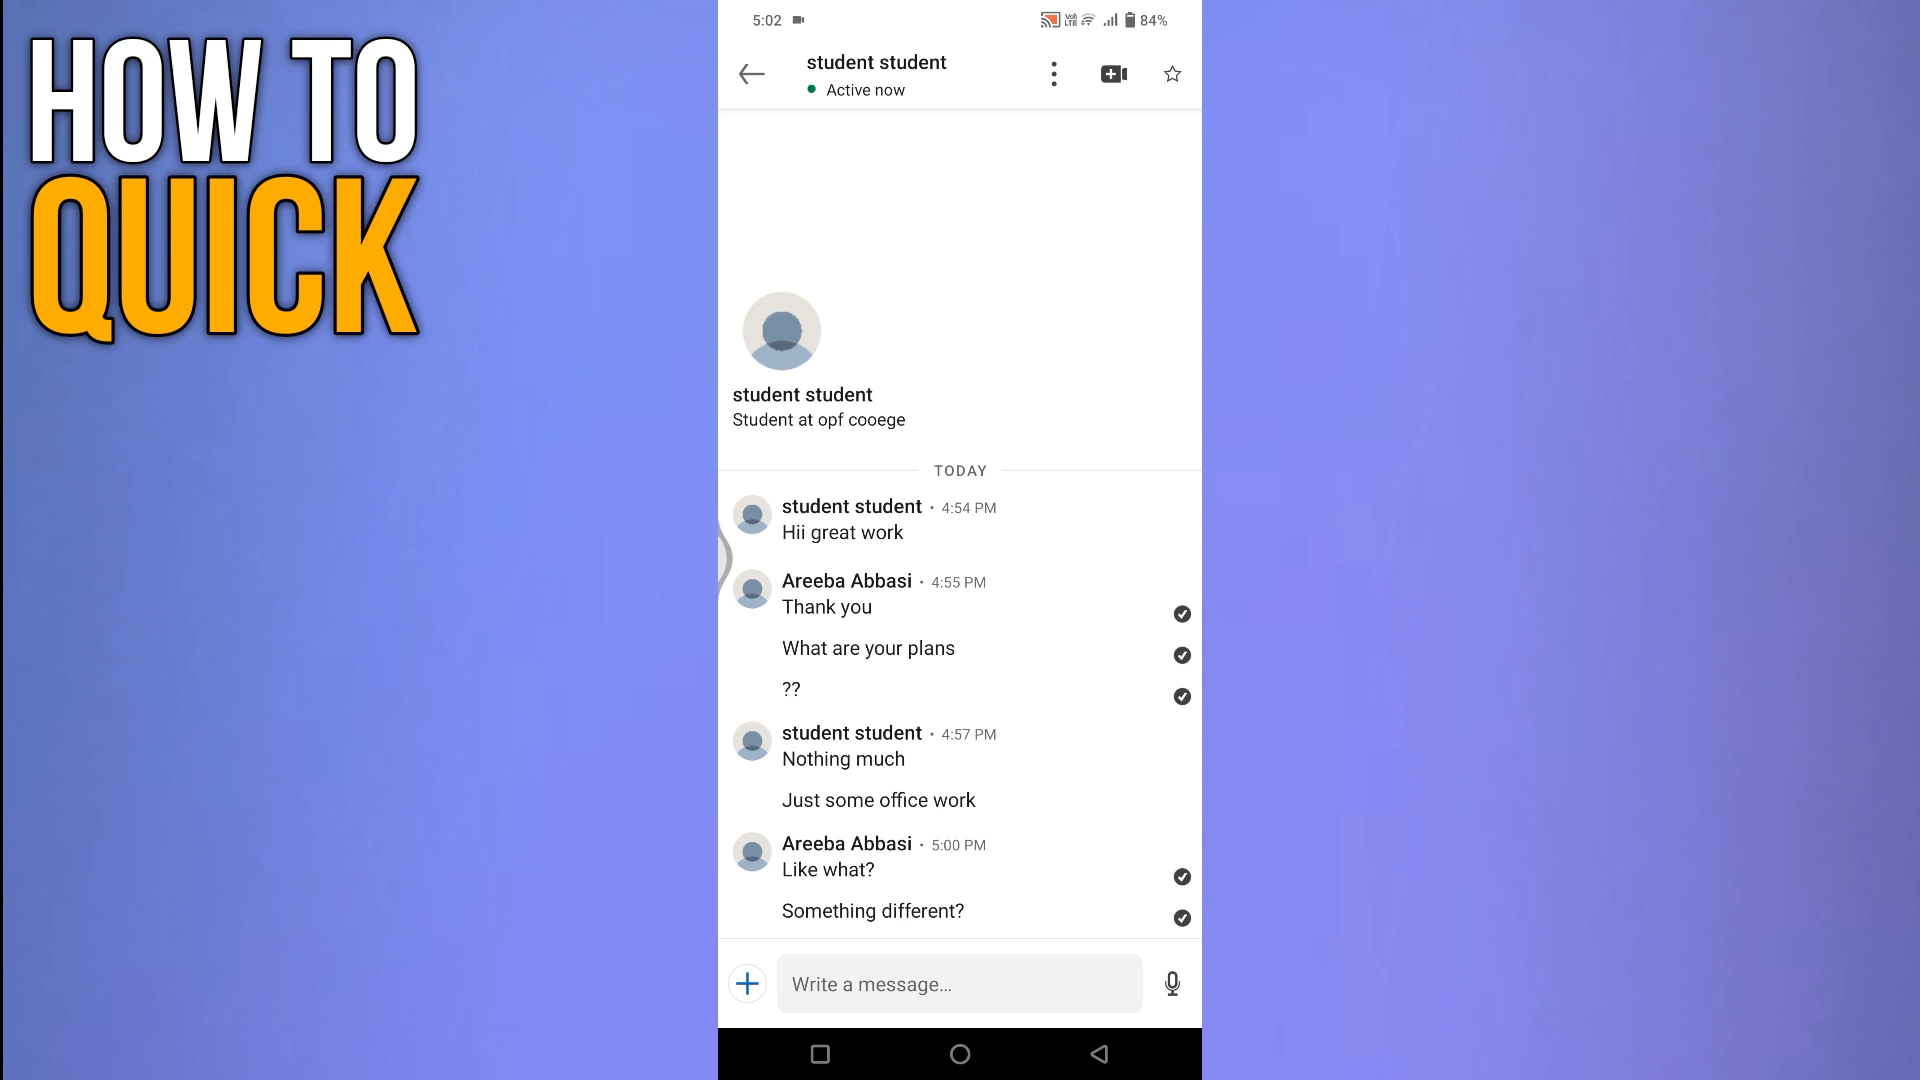 HOW TO
QUICK
5:02
Vo)) LTE 84%
student student
Active now
student student
Student at opf cooege
TODAY
student student • 4:54 PM
Hii great work
Areeba Abbasi • 4:55 PM
Thank you
What are your plans
??
student student • 4:57 PM
Nothing much
Just some office work
Areeba Abbasi • 5:00 PM
Like what?
Something different?
Write a message...